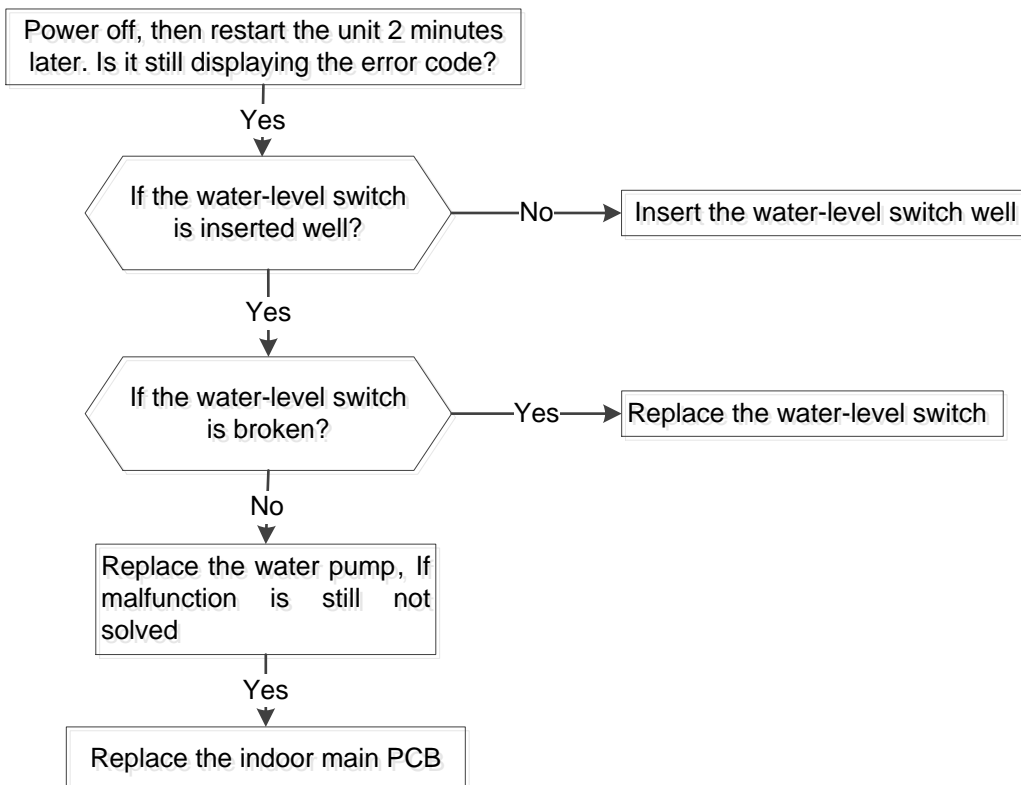 Power off, then restart the unit 2 minutes
later. Is it still displaying the error code?
Yes
If the water-level switch
is inserted well?
No
Insert the water-level switch well
Yes
If the water-level switch
is broken?
Yes
Replace the water-level switch
No
Replace the water pump, If
malfunction is still not
solved
Yes
Replace the indoor main PCB